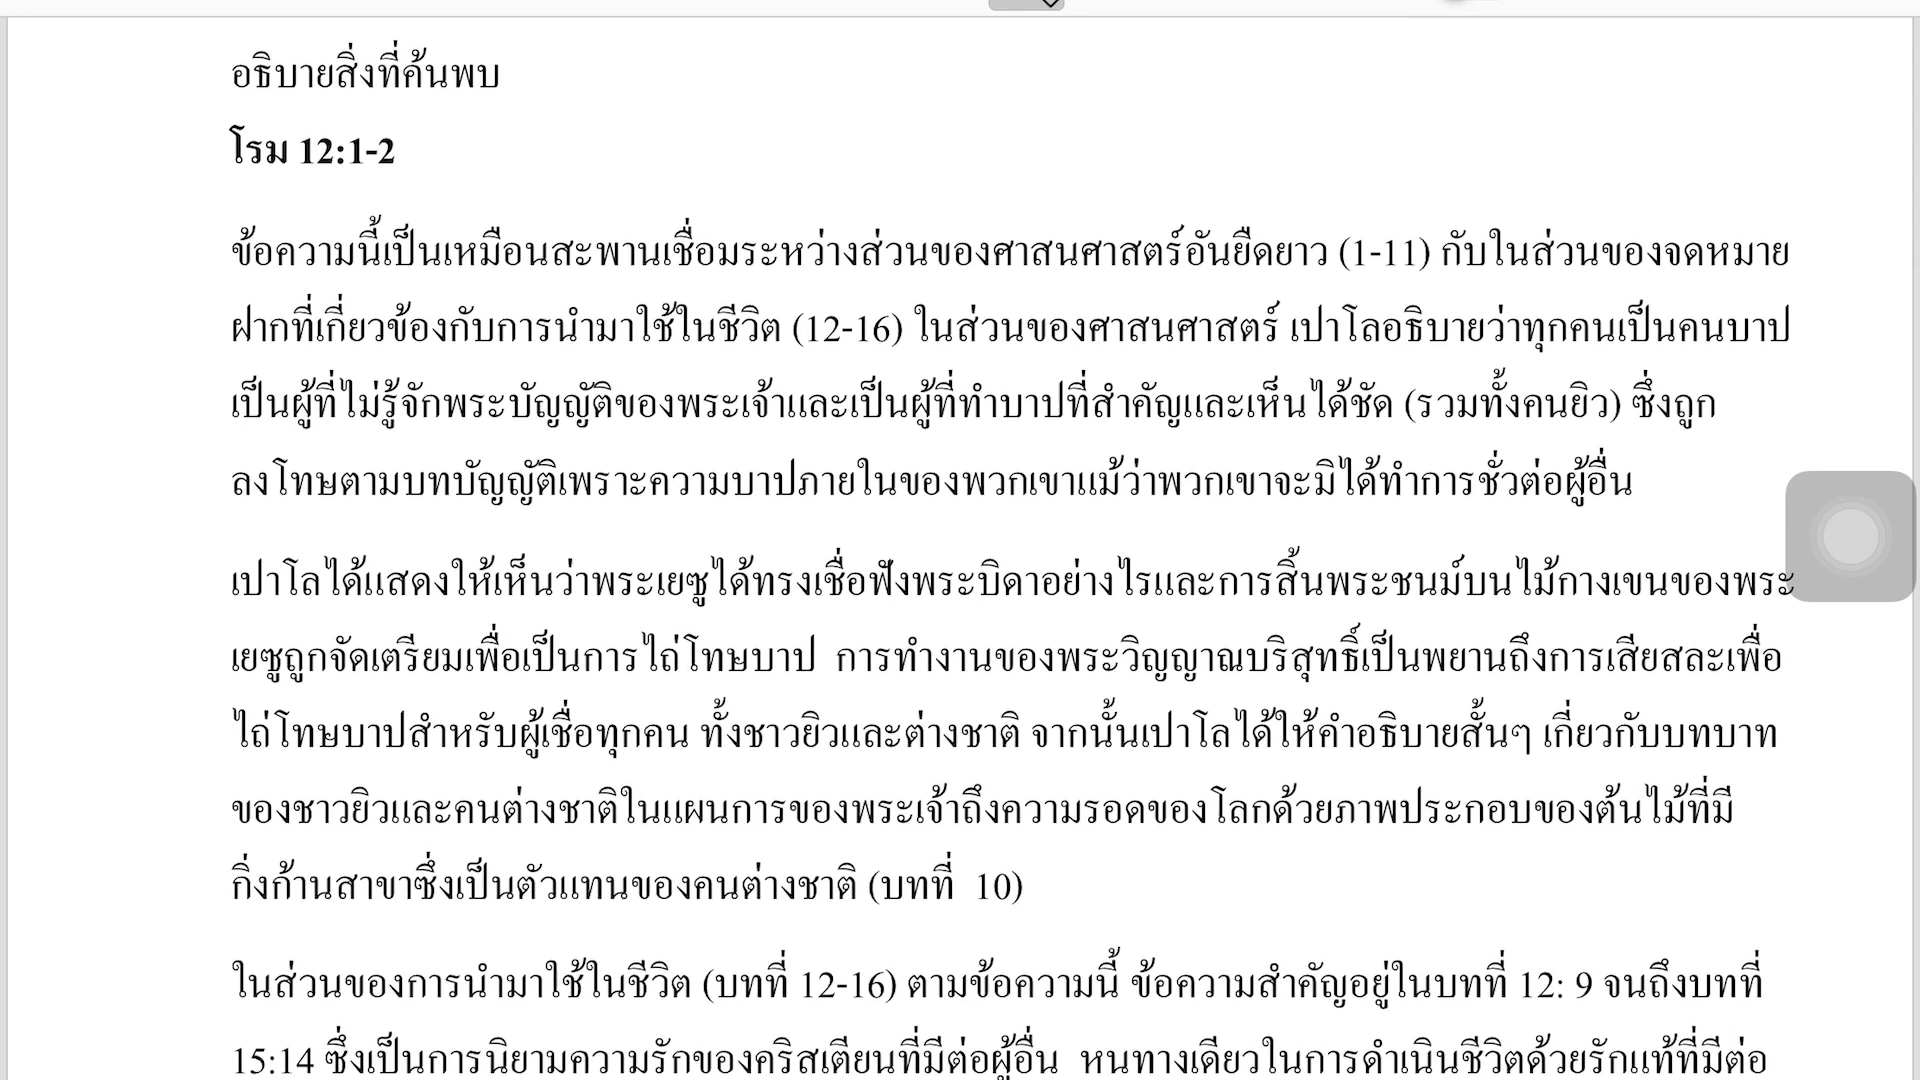 อธิบายสิ่งที่ค้นพบ
โรม 12:1-2
ข้อความนี้เป็นเหมือนสะพานเชื่อมระหว่างส่วนของศาสนศาสตร์อันยืดยาว (1-11) กับในส่วนของจดหมาย
ฝากที่เกี่ยวข้องกับการนำมาใช้ในชีวิต (12-16) ในส่วนของศาสนศาสตร์ เปาโลอธิบายว่าทุกคนเป็นคนบาป
เป็นผู้ที่ไม่รู้จักพระบัญญัติของพระเจ้าและเป็นผู้ที่ทำบาปที่สำคัญและเห็นได้ชัด (รวมทั้งคนยิว) ซึ่งถูก
ลงโทษตามบทบัญญัติเพราะความบาปภายในของพวกเขาแม้ว่าพวกเขาจะมิได้ทำการชั่วต่อผู้อื่น
เปาโลได้แสดงให้เห็นว่าพระเยซูได้ทรงเชื่อฟังพระบิดาอย่างไรและการสิ้นพระชนม์บนไม้กางเขนของพระ
เยซูถูกจัดเตรียมเพื่อเป็นการไถ่โทษบาป  การทำงานของพระวิญญาณบริสุทธิ์เป็นพยานถึงการเสียสละเพื่อ
ไถ่โทษบาปสำหรับผู้เชื่อทุกคน ทั้งชาวยิวและต่างชาติ จากนั้นเปาโลได้ให้คำอธิบายสั้นๆ เกี่ยวกับบทบาท
ของชาวยิวและคนต่างชาติในแผนการของพระเจ้าถึงความรอดของโลกด้วยภาพประกอบของต้นไม้ที่มี
กิ่งก้านสาขาซึ่งเป็นตัวแทนของคนต่างชาติ (บทที่  10)
ในส่วนของการนำมาใช้ในชีวิต (บทที่ 12-16) ตามข้อความนี้ ข้อความสำคัญอยู่ในบทที่ 12: 9 จนถึงบทที่
15:14 ซึ่งเป็นการนิยามความรักของคริสเตียนที่มีต่อผู้อื่น  หนทางเดียวในการดำเนินชีวิตด้วยรักแท้ที่มีต่อ